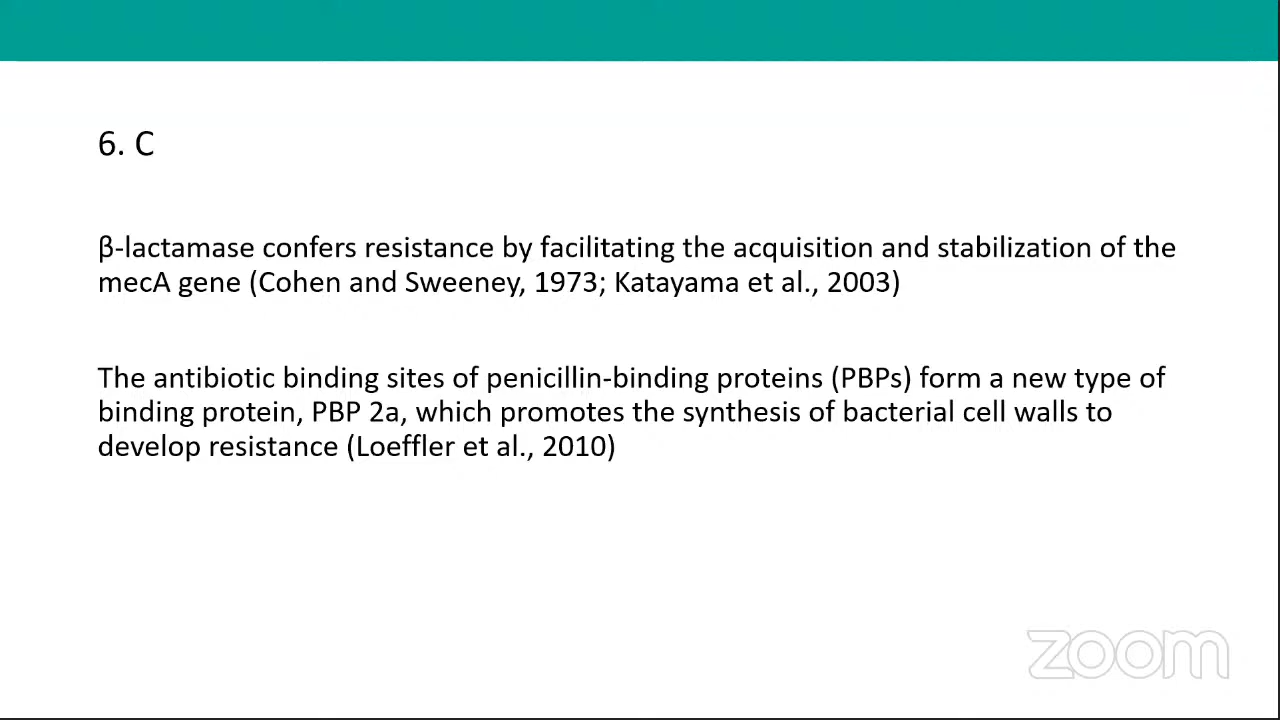 6. C
β-lactamase confers resistance by facilitating the acquisition and stabilization of the
mecA gene (Cohen and Sweeney, 1973; Katayama et al., 2003)
The antibiotic binding sites of penicillin-binding proteins (PBPs) form a new type of
binding protein, PBP 2a, which promotes the synthesis of bacterial cell walls to
develop resistance (Loeffler et al., 2010)
zoom